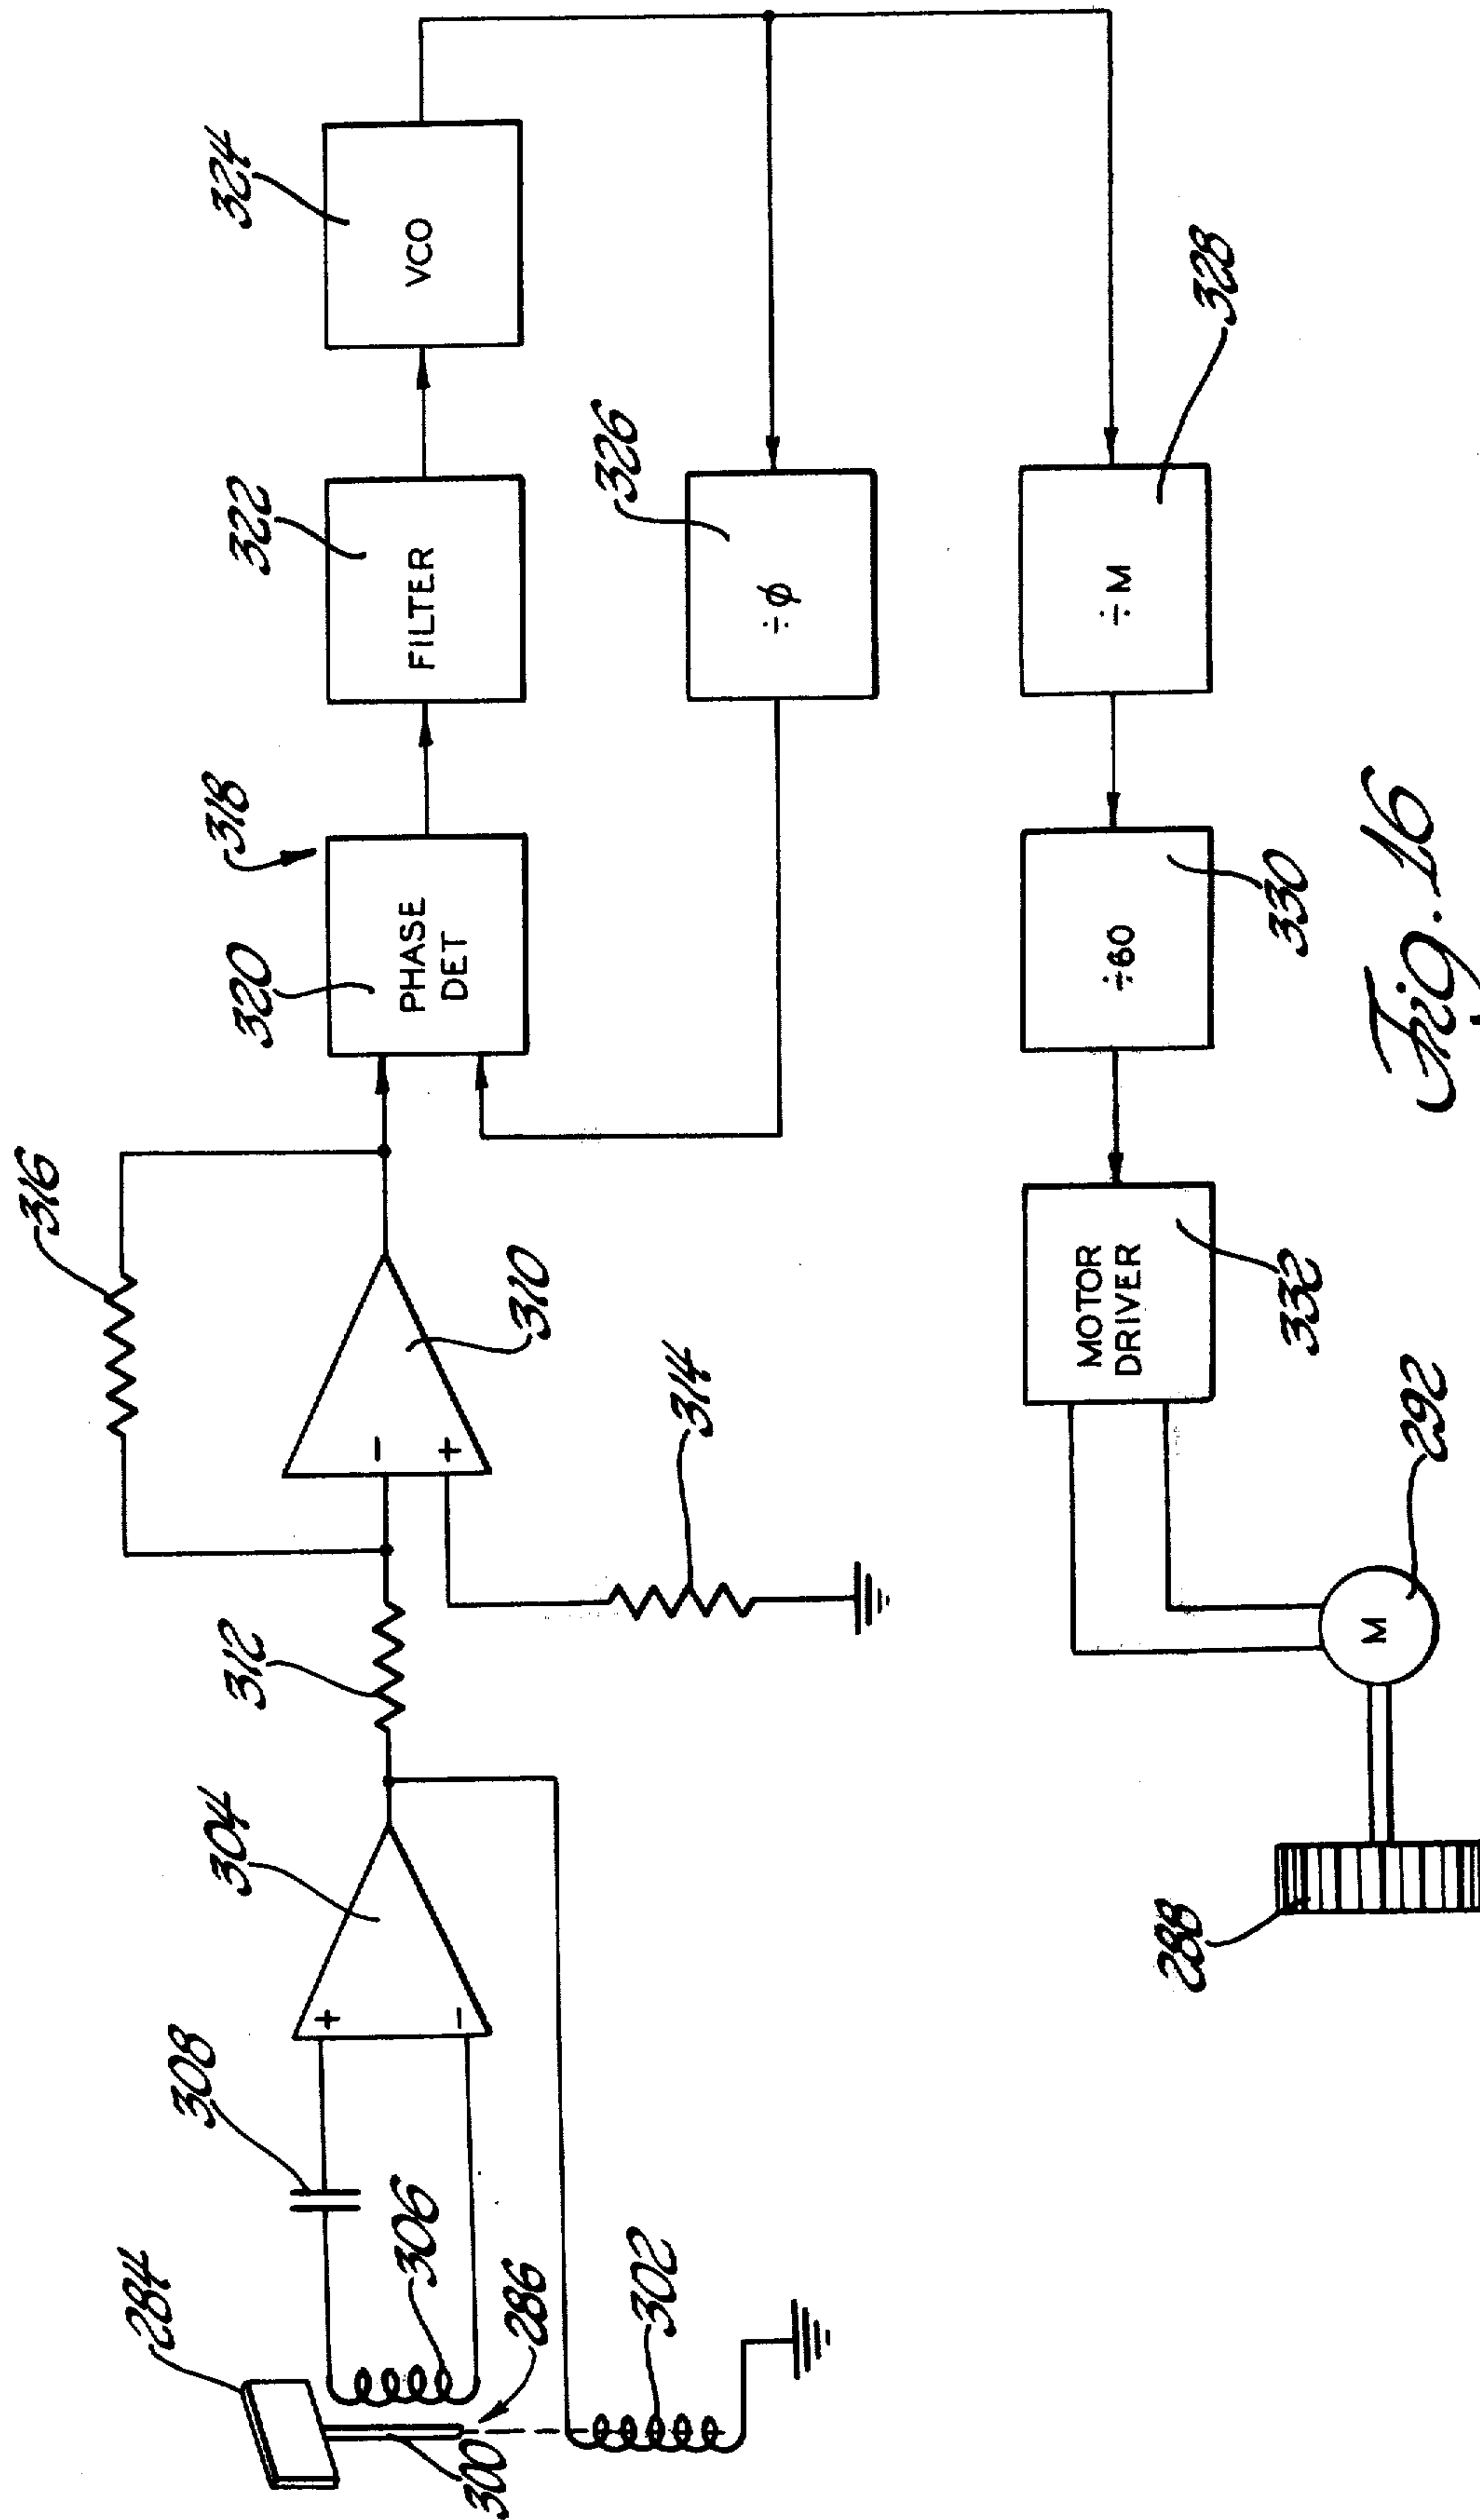 316
324
322
318
320
312
304
308
284
VCO
FILTER
PHASE
DET
-
+
310
+
-
306
286
300
326
314
302
÷ ϕ
328
÷ M
÷60
330
MOTOR
DRIVER
332
292
M
288
Fig. 16